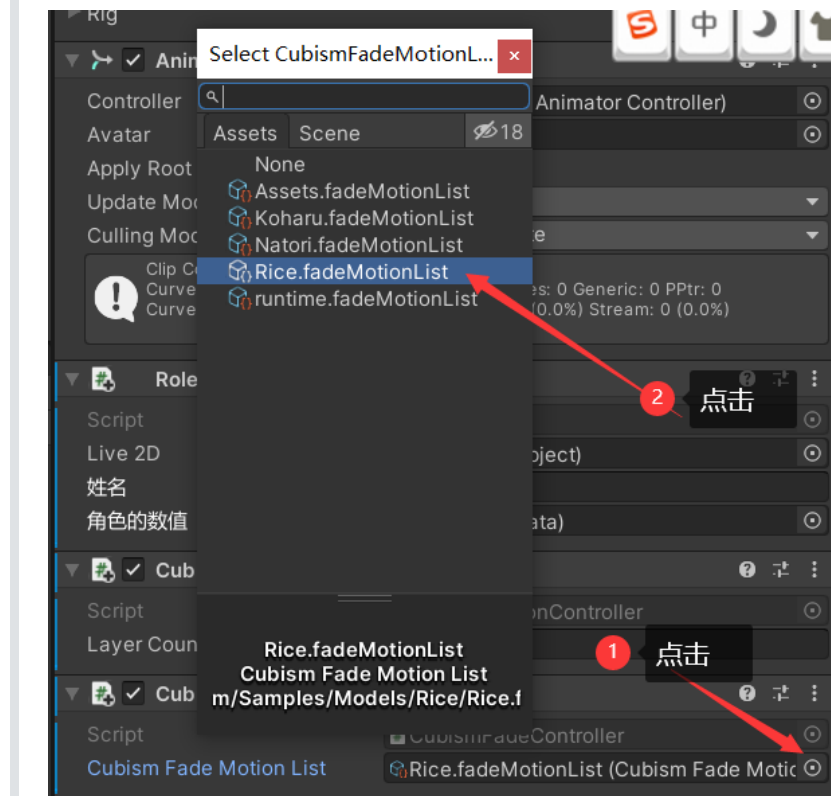 Rig
中
Anim
Select CubismFadeMotionL...
Controller
Animator Controller)
Avatar
Assets
Scene
18
Apply Root
None
Update Mod
Assets.fadeMotionList
Koharu.fadeMotionList
Culling Mod
Natori.fadeMotionList
e
Rice.fadeMotionList
runtime.fadeMotionList
Clip C
Curve
es: 0 Generic: 0 PPtr: 0
Curve
(0.0%) Stream: 0 (0.0%)
Role
2
点击
Script
Live 2D
bject)
姓名
角色的数值
ata)
Cub
Script
onController
Layer Coun
1
点击
Rice.fadeMotionList
Cubism Fade Motion List
m/Samples/Models/Rice/Rice.f
Cub
Script
CubismFadeController
Cubism Fade Motion List
Rice.fadeMotionList (Cubism Fade Motic